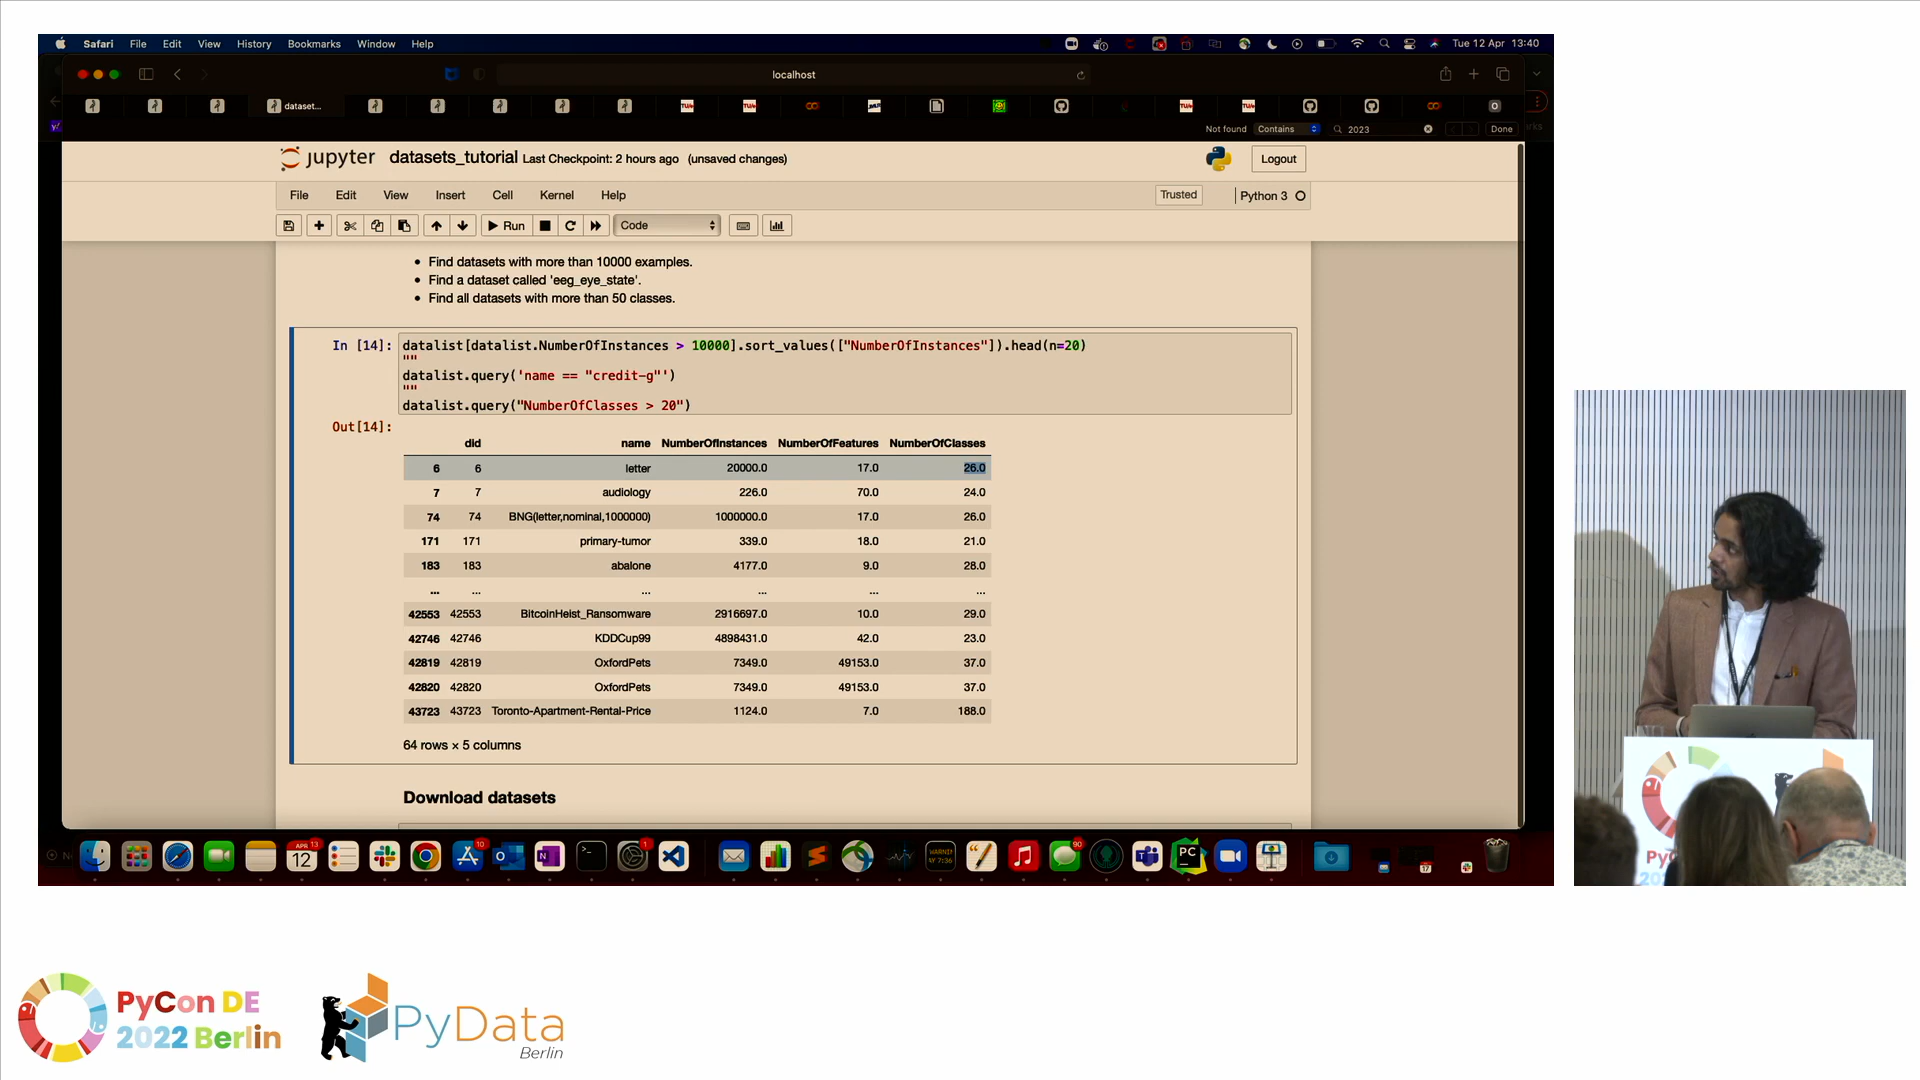 Safari File Edit View History Bookmarks Window Help Tue 12 Apr 13:40
localhost
dataset...
Not found Contains 2023 Done
jupyter datasets_tutorial Last Checkpoint: 2 hours ago (unsaved changes) Logout
File Edit View Insert Cell Kernel Help Trusted Python 3
Run Code
• Find datasets with more than 10000 examples.
• Find a dataset called 'eeg_eye_state'.
• Find all datasets with more than 50 classes.
In [14]: datalist[datalist.NumberOfInstances > 10000].sort_values(["NumberOfInstances"]).head(n=20)
"""
datalist.query('name == "credit-g"')
"""
datalist.query("NumberOfClasses > 20")
Out[14]:
did name NumberOfInstances NumberOfFeatures NumberOfClasses
6 6 letter 20000.0 17.0 26.0
7 7 audiology 226.0 70.0 24.0
74 74 BNG(letter,nominal,1000000) 1000000.0 17.0 26.0
171 171 primary-tumor 339.0 18.0 21.0
183 183 abalone 4177.0 9.0 28.0
... ... ... ... ... ...
42553 42553 BitcoinHeist_Ransomware 2916697.0 10.0 29.0
42746 42746 KDDCup99 4898431.0 42.0 23.0
42819 42819 OxfordPets 7349.0 49153.0 37.0
42820 42820 OxfordPets 7349.0 49153.0 37.0
43723 43723 Toronto-Apartment-Rental-Price 1124.0 7.0 188.0
64 rows × 5 columns
Download datasets
PyCon DE
2022 Berlin
PyData
Berlin